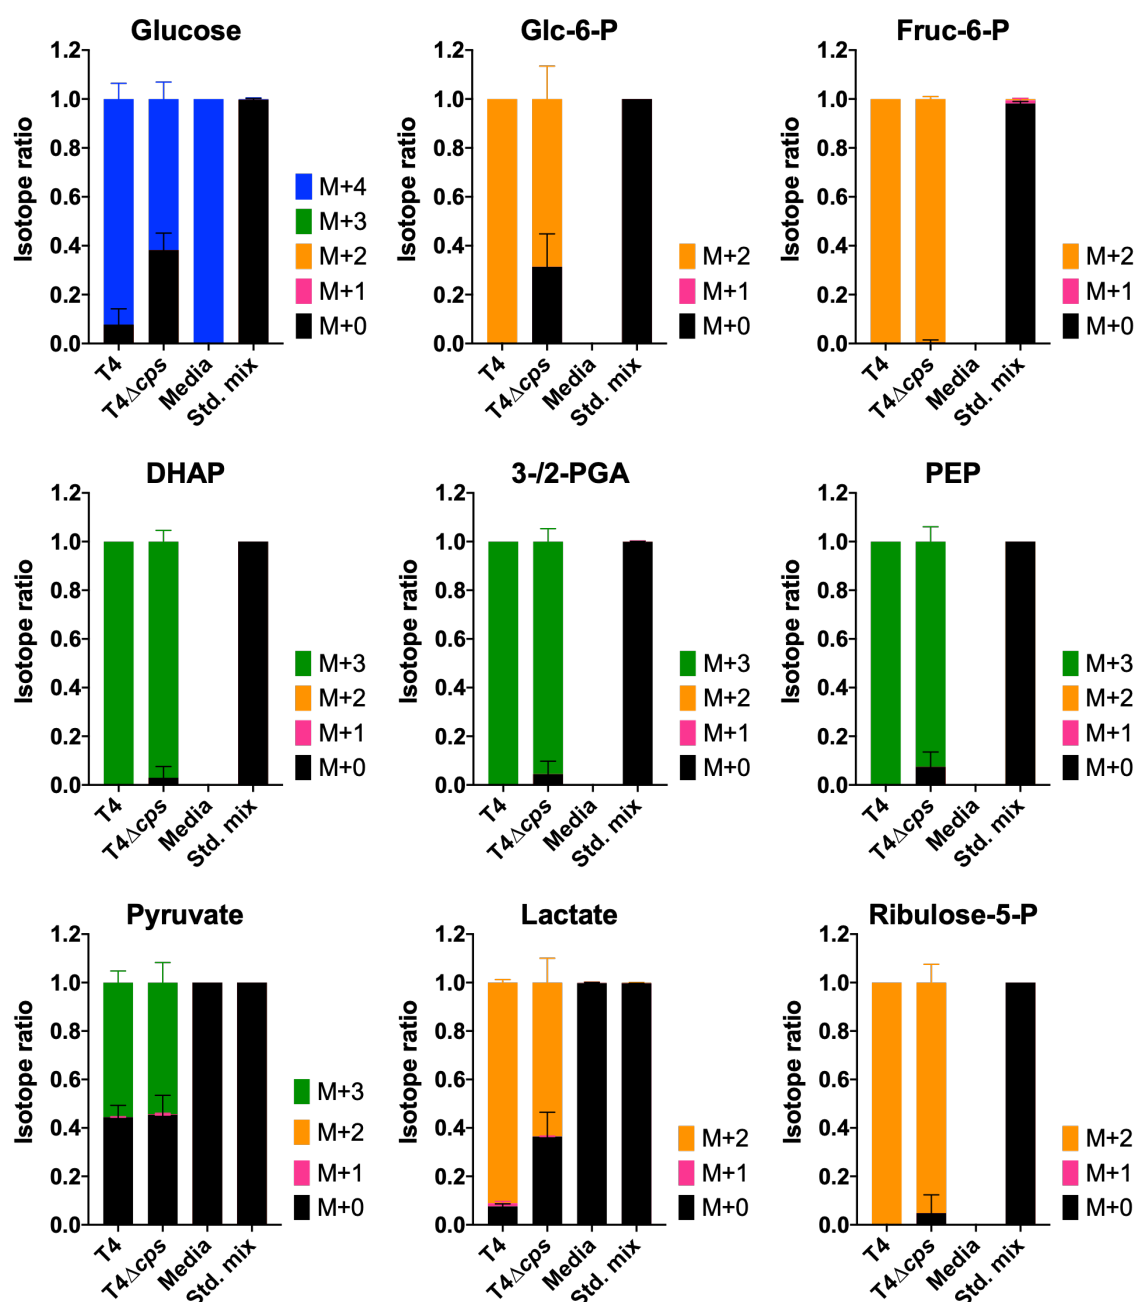 Glucose
Isotope ratio
1.2
1.0
0.8
0.6
0.4
0.2
0.0
T4
T4Δcps
Media
Std. mix
M+4
M+3
M+2
M+1
M+0
Glc-6-P
Isotope ratio
1.2
1.0
0.8
0.6
0.4
0.2
0.0
T4
T4Δcps
Media
Std. mix
M+2
M+1
M+0
Fruc-6-P
Isotope ratio
1.2
1.0
0.8
0.6
0.4
0.2
0.0
T4
T4Δcps
Media
Std. mix
M+2
M+1
M+0
DHAP
Isotope ratio
1.2
1.0
0.8
0.6
0.4
0.2
0.0
T4
T4Δcps
Media
Std. mix
M+3
M+2
M+1
M+0
3-/2-PGA
Isotope ratio
1.2
1.0
0.8
0.6
0.4
0.2
0.0
T4
T4Δcps
Media
Std. mix
M+3
M+2
M+1
M+0
PEP
Isotope ratio
1.2
1.0
0.8
0.6
0.4
0.2
0.0
T4
T4Δcps
Media
Std. mix
M+3
M+2
M+1
M+0
Pyruvate
Isotope ratio
1.2
1.0
0.8
0.6
0.4
0.2
0.0
T4
T4Δcps
Media
Std. mix
M+3
M+2
M+1
M+0
Lactate
Isotope ratio
1.2
1.0
0.8
0.6
0.4
0.2
0.0
T4
T4Δcps
Media
Std. mix
M+2
M+1
M+0
Ribulose-5-P
Isotope ratio
1.2
1.0
0.8
0.6
0.4
0.2
0.0
T4
T4Δcps
Media
Std. mix
M+2
M+1
M+0